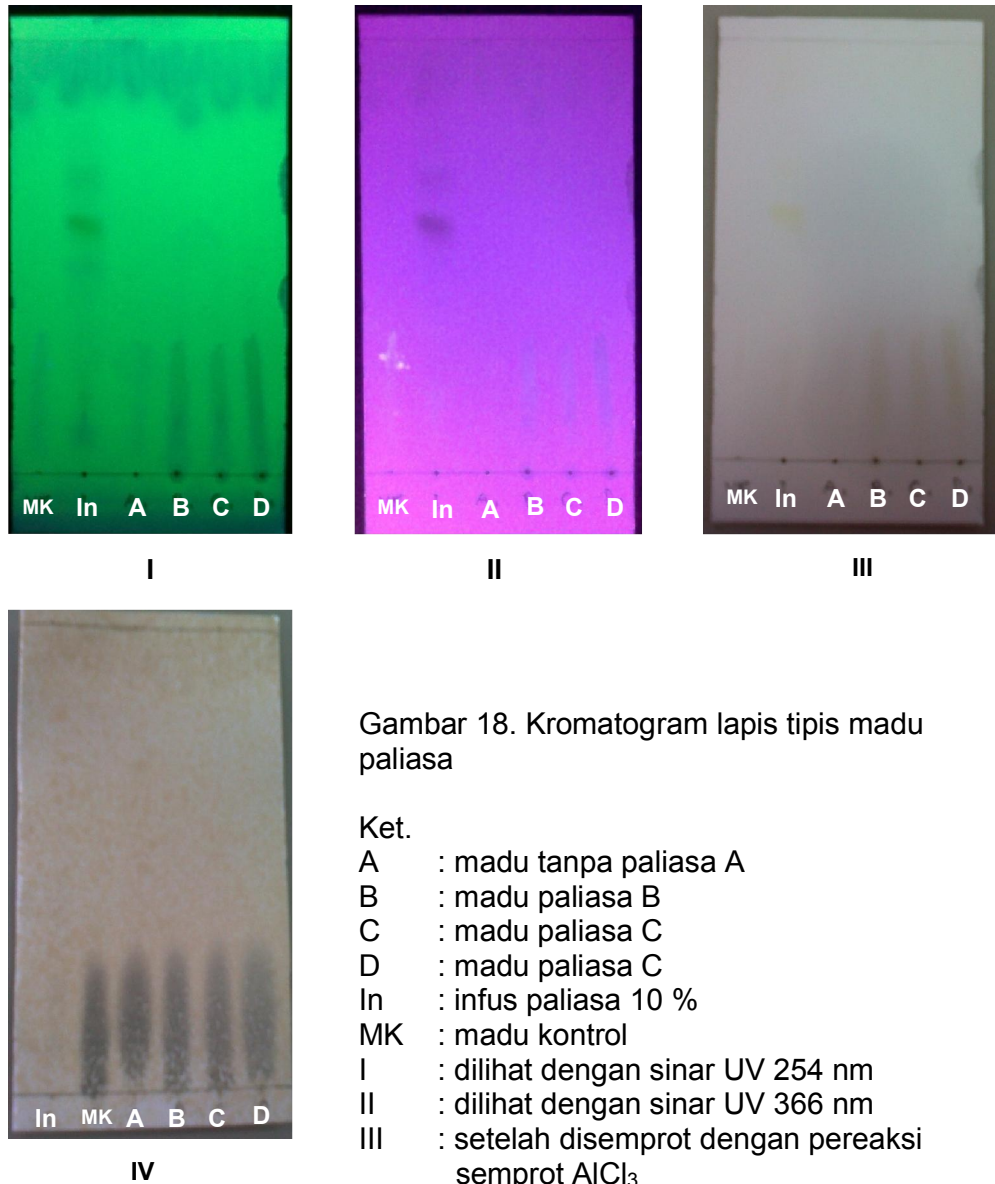 MK In A B C D
I
MK In A B C D
II
MK In A B C D
III
In MK A B C D
IV
Gambar 18. Kromatogram lapis tipis madu
paliasa
Ket.
A : madu tanpa paliasa A
B : madu paliasa B
C : madu paliasa C
D : madu paliasa C
In : infus paliasa 10 %
MK : madu kontrol
I : dilihat dengan sinar UV 254 nm
II : dilihat dengan sinar UV 366 nm
III : setelah disemprot dengan pereaksi
semprot AlCl₃